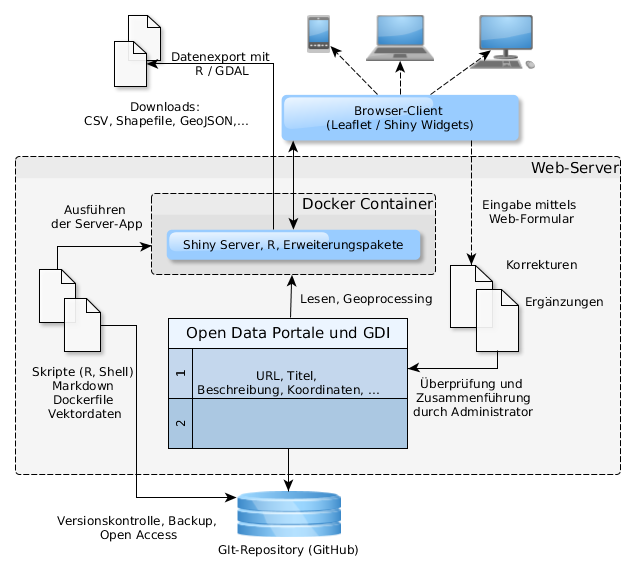 Datenexport mit
R / GDAL
Downloads:
CSV, Shapefile, GeoJSON,...
Browser-Client
(Leaflet / Shiny Widgets)
Web-Server
Ausführen
der Server-App
Docker Container
Shiny Server, R, Erweiterungspakete
Eingabe mittels
Web-Formular
Korrekturen
Ergänzungen
Lesen, Geoprocessing
Open Data Portale und GDI
1
URL, Titel,
Beschreibung, Koordinaten, ...
2
Skripte (R, Shell)
Markdown
Dockerfile
Vektordaten
Überprüfung und
Zusammenführung
durch Administrator
Versionskontrolle, Backup,
Open Access
GIt-Repository (GitHub)